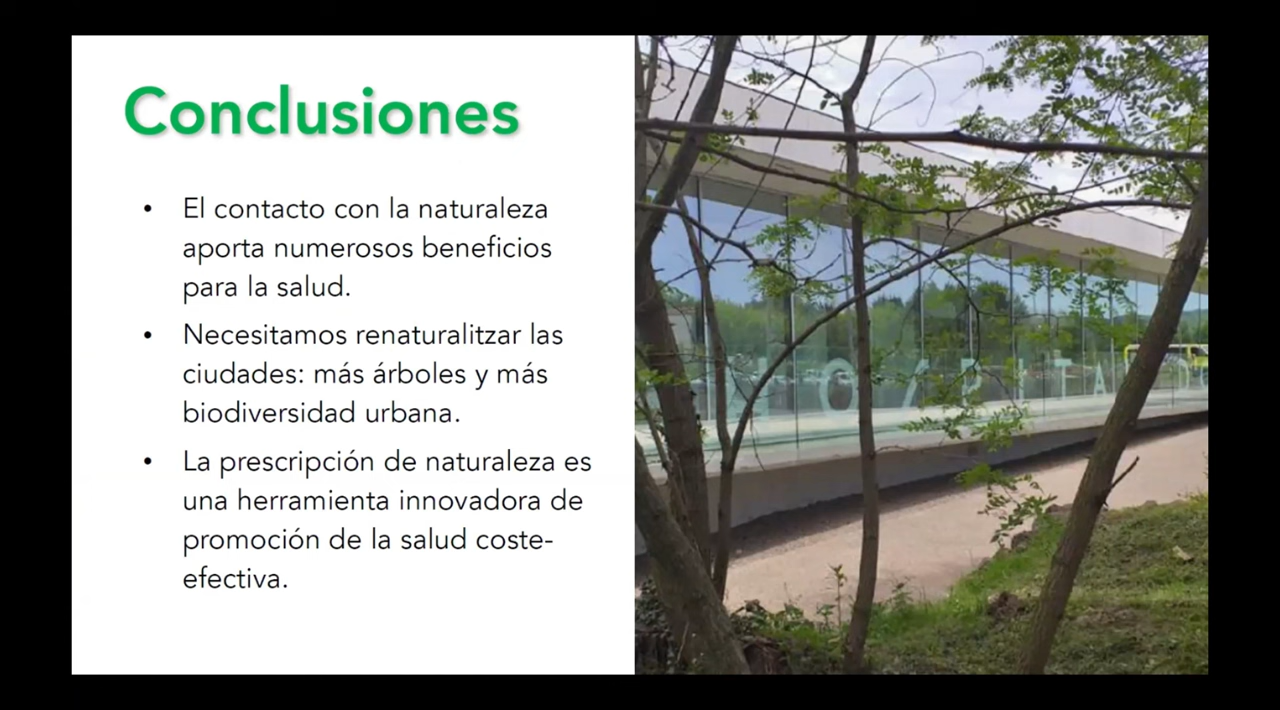 Conclusiones
• El contacto con la naturaleza
aporta numerosos beneficios
para la salud.
• Necesitamos renaturalitzar las
ciudades: más árboles y más
biodiversidad urbana.
• La prescripción de naturaleza es
una herramienta innovadora de
promoción de la salud coste-
efectiva.